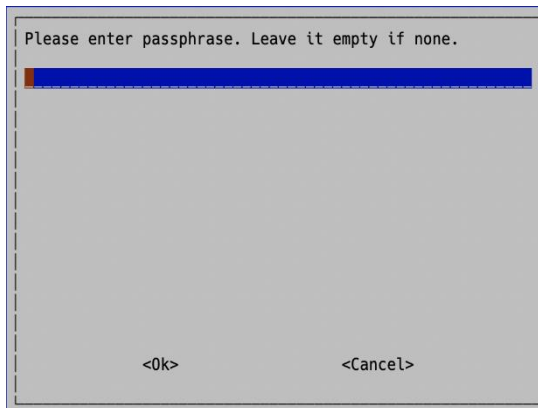 Please enter passphrase. Leave it empty if none.
<Ok> <Cancel>